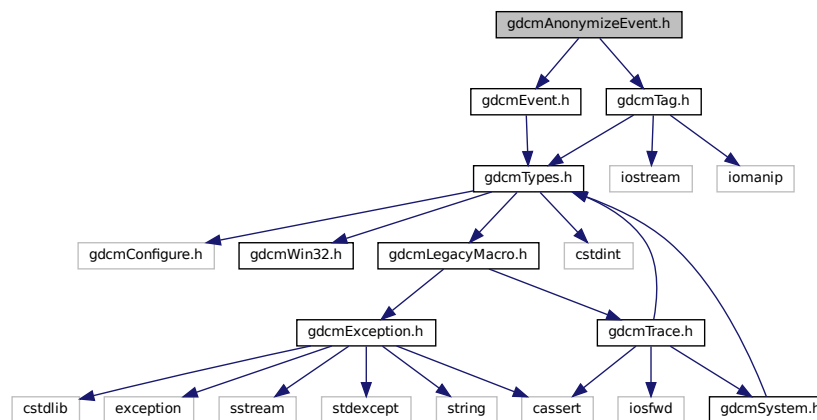 gdcmAnonymizeEvent.h
gdcmEvent.h
gdcmTag.h
gdcmTypes.h
iostream
iomanip
gdcmConfigure.h
gdcmWin32.h
gdcmLegacyMacro.h
cstdint
gdcmException.h
gdcmTrace.h
cstdlib
exception
sstream
stdexcept
string
cassert
iosfwd
gdcmSystem.h